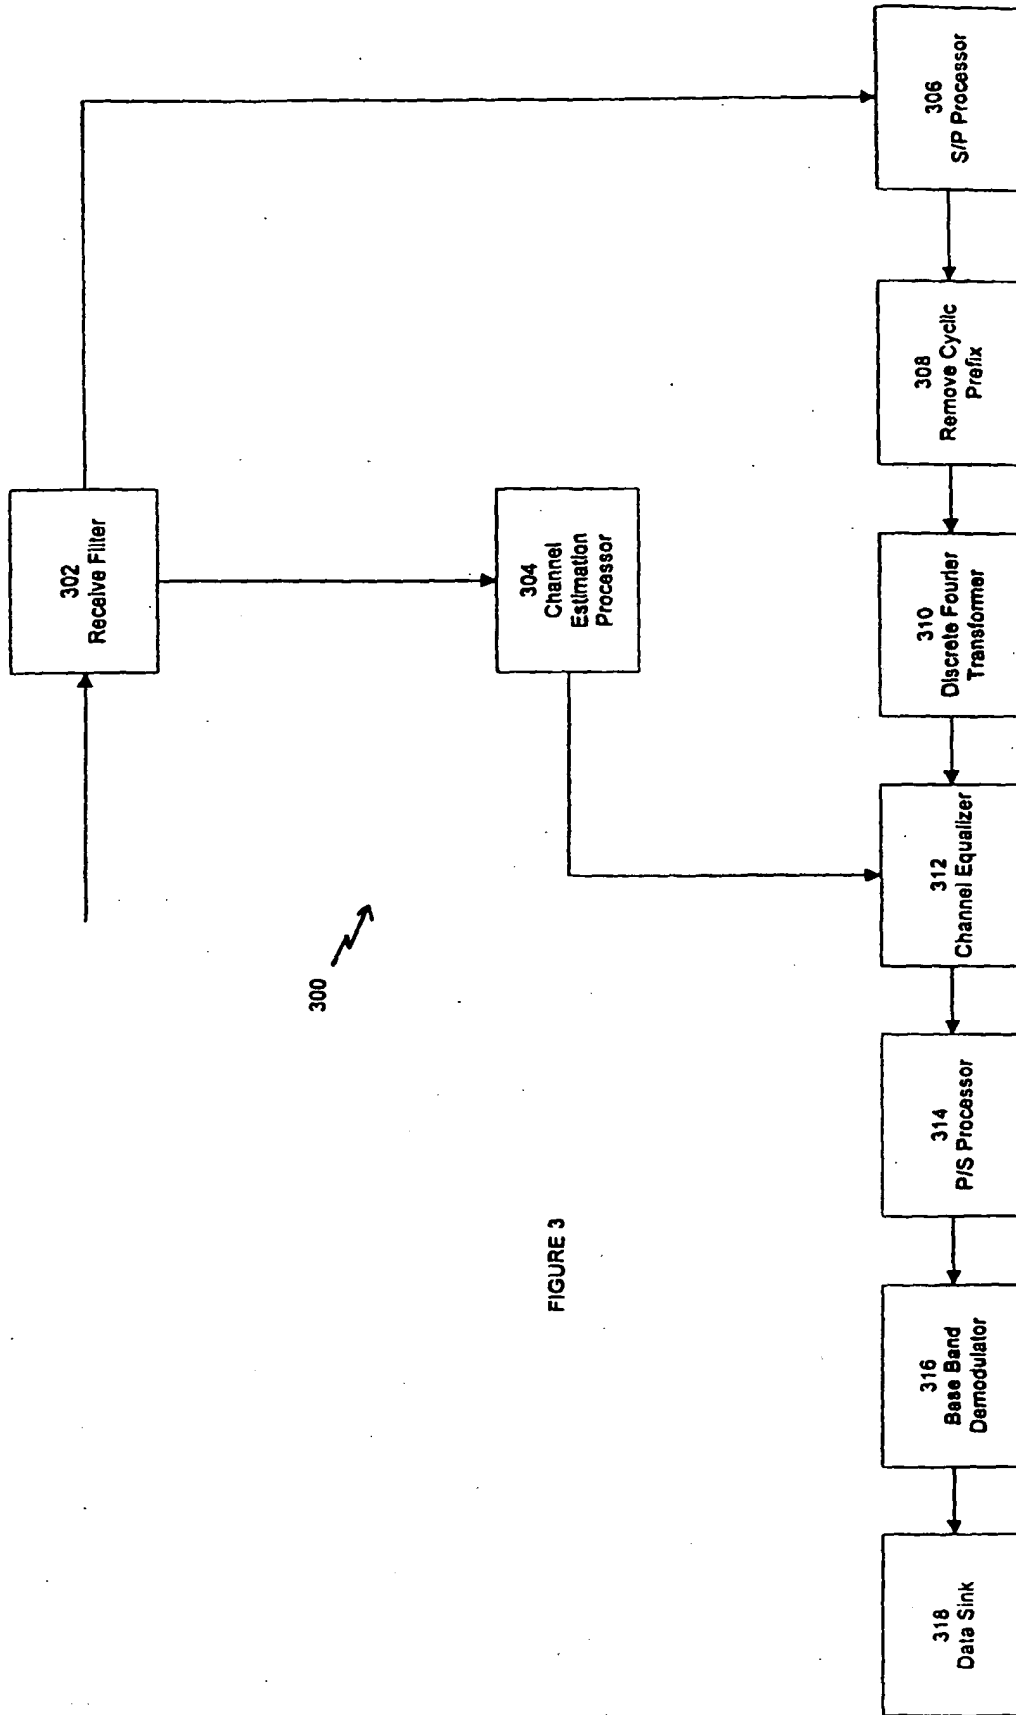 302
Receive Filter
304
Channel
Estimation
Processor
300
306
S/P Processor
308
Remove Cyclic
Prefix
310
Discrete Fourier
Transformer
312
Channel Equalizer
314
P/S Processor
316
Base Band
Demodulator
318
Data Sink
FIGURE 3